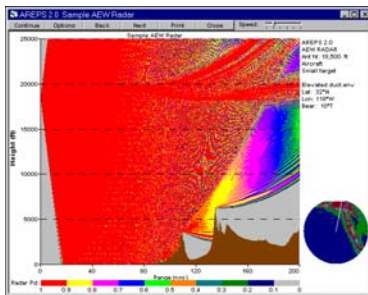 AREPS 2.0 Sample AEW Radar
Continue Options Back Next Print Close Speed:
Sample AEW Radar
AREPS 2.0
AEW RADAR
Ant ht: 16,500. ft
Aircraft
Small target
Elevated duct env
Lat: 32°N
Lon: 118°W
Bear: 10°T
Height (ft)
25000
20000
15000
10000
5000
0
0 40 80 120 160 200
Range (nmi)
Radar Pd: 1 0.9 0.8 0.7 0.6 0.5 0.4 0.3 0.2 0.1 0